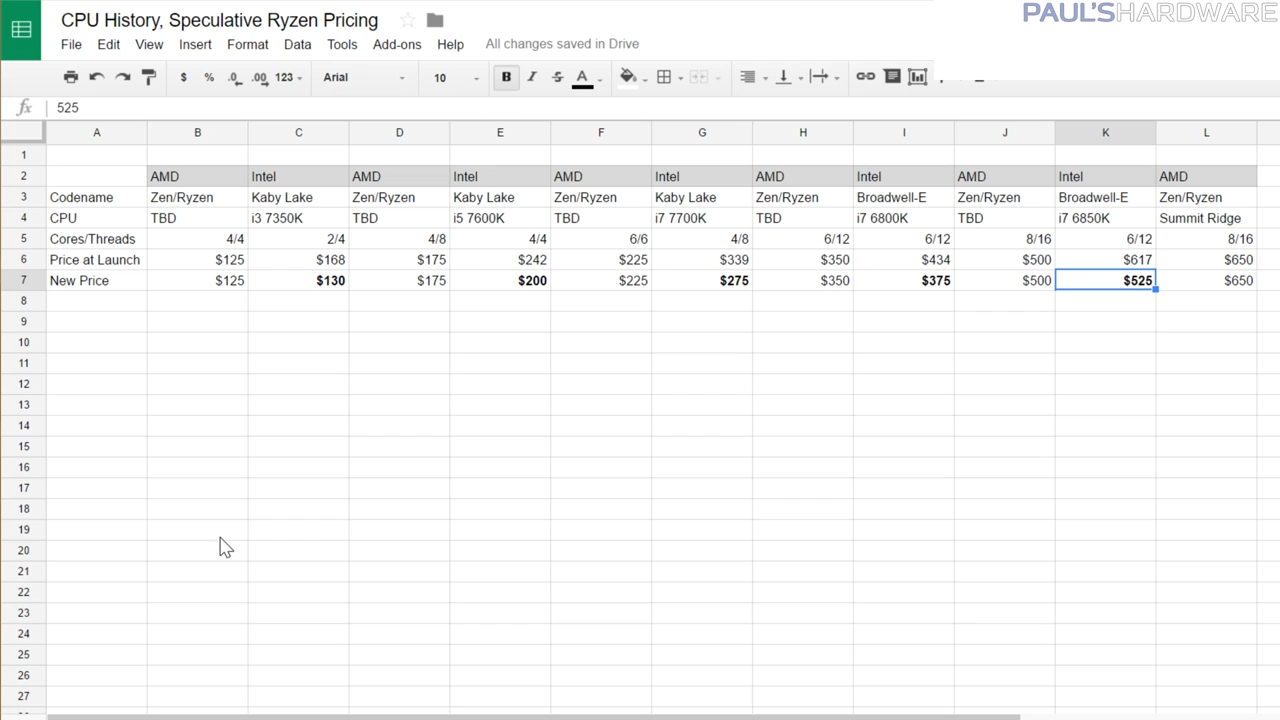 PAUL'SHARDWARE
CPU History, Speculative Ryzen Pricing
File Edit View Insert Format Data Tools Add-ons Help All changes saved in Drive
$ % .0 .00 123 Arial 10 B I S A
fx 525
A B C D E F G H I J K L
1
2 AMD Intel AMD Intel AMD Intel AMD Intel AMD Intel AMD
3 Codename Zen/Ryzen Kaby Lake Zen/Ryzen Kaby Lake Zen/Ryzen Kaby Lake Zen/Ryzen Broadwell-E Zen/Ryzen Broadwell-E Zen/Ryzen
4 CPU TBD i3 7350K TBD i5 7600K TBD i7 7700K TBD i7 6800K TBD i7 6850K Summit Ridge
5 Cores/Threads 4/4 2/4 4/8 4/4 6/6 4/8 6/12 6/12 8/16 6/12 8/16
6 Price at Launch $125 $168 $175 $242 $225 $339 $350 $434 $500 $617 $650
7 New Price $125 $130 $175 $200 $225 $275 $350 $375 $500 $525 $650
8
9
10
11
12
13
14
15
16
17
18
19
20
21
22
23
24
25
26
27